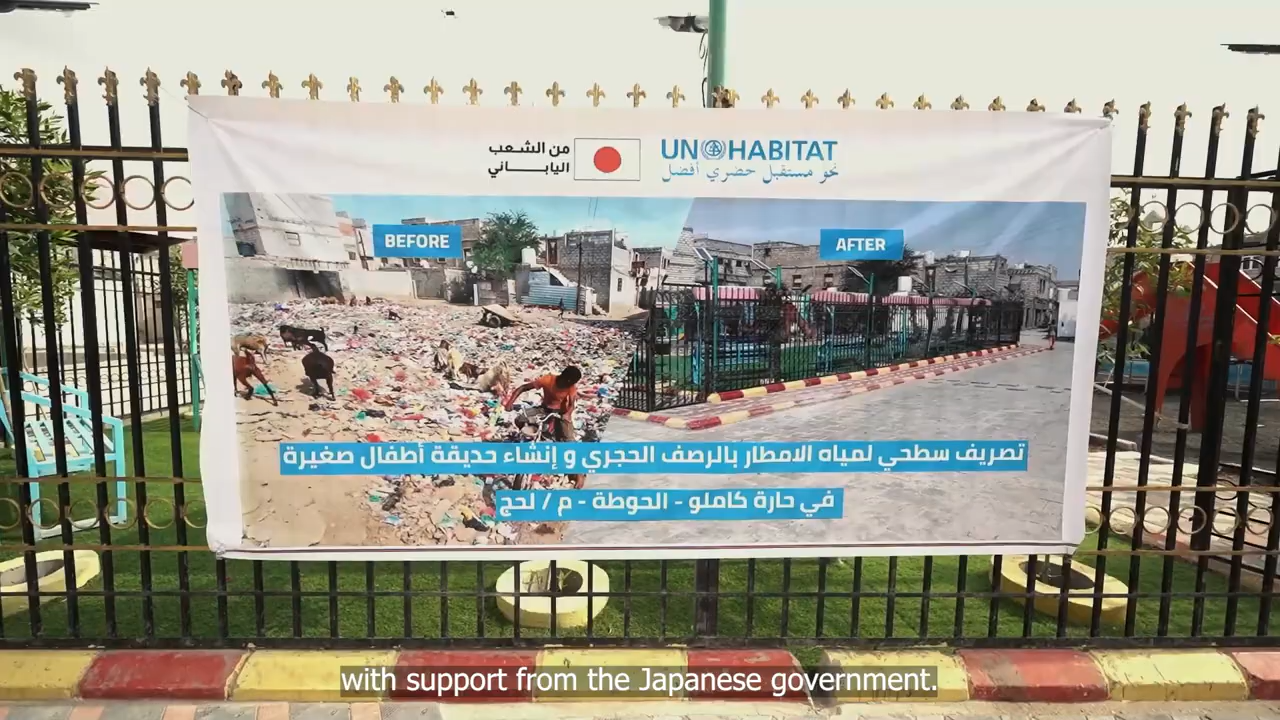 من الشعب
الياباني
UN HABITAT
نحو مستقبل حضري أفضل
BEFORE
AFTER
تصريف سطحي لمياه الامطار بالرصف الحجري و إنشاء حديقة أطفال صغيرة
في حارة كاملو - الحوطة - م / لحج
with support from the Japanese government.